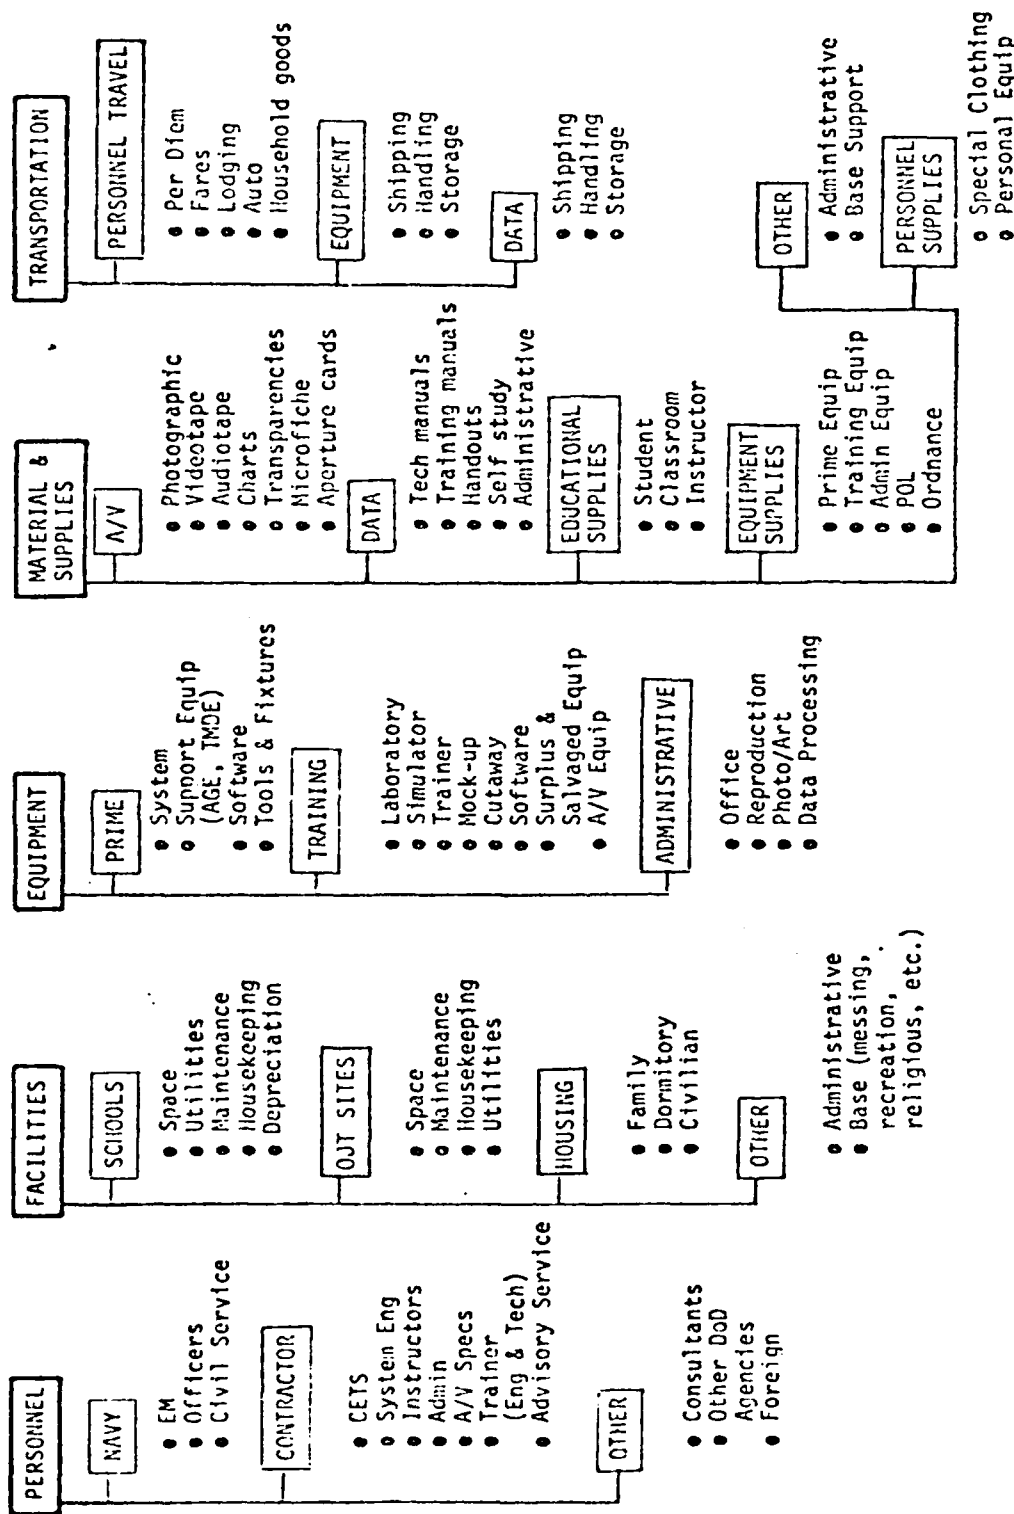 PERSONNEL
NAVY
• EM
• Officers
• Civil Service
CONTRACTOR
• CETS
• System Eng
• Instructors
• Admin
• A/V Specs
• Trainer
(Eng & Tech)
• Advisory Service
OTHER
• Consultants
• Other DoD
Agencies
• Foreign
FACILITIES
SCHOOLS
• Space
• Utilities
• Maintenance
• Housekeeping
• Depreciation
OJT SITES
• Space
• Maintenance
• Housekeeping
• Utilities
HOUSING
• Family
• Dormitory
• Civilian
OTHER
• Administrative
• Base (messing,
recreation,
religious, etc.)
EQUIPMENT
PRIME
• System
• Support Equip
(AGE, TMDE)
• Software
• Tools & Fixtures
TRAINING
• Laboratory
• Simulator
• Trainer
• Mock-up
• Cutaway
• Software
• Surplus &
Salvaged Equip
• A/V Equip
ADMINISTRATIVE
• Office
• Reproduction
• Photo/Art
• Data Processing
MATERIAL &
SUPPLIES
A/V
• Photographic
• Videotape
• Audiotape
• Charts
• Transparencies
• Microfiche
• Aperture cards
DATA
• Tech manuals
• Training manuals
• Handouts
• Self study
• Administrative
EDUCATIONAL
SUPPLIES
• Student
• Classroom
• Instructor
EQUIPMENT
SUPPLIES
• Prime Equip
• Training Equip
• Admin Equip
• POL
• Ordnance
OTHER
• Administrative
• Base Support
PERSONNEL
SUPPLIES
• Special Clothing
• Personal Equip
TRANSPORTATION
PERSONNEL TRAVEL
• Per Diem
• Fares
• Lodging
• Auto
• Household goods
EQUIPMENT
• Shipping
• Handling
• Storage
DATA
• Shipping
• Handling
• Storage